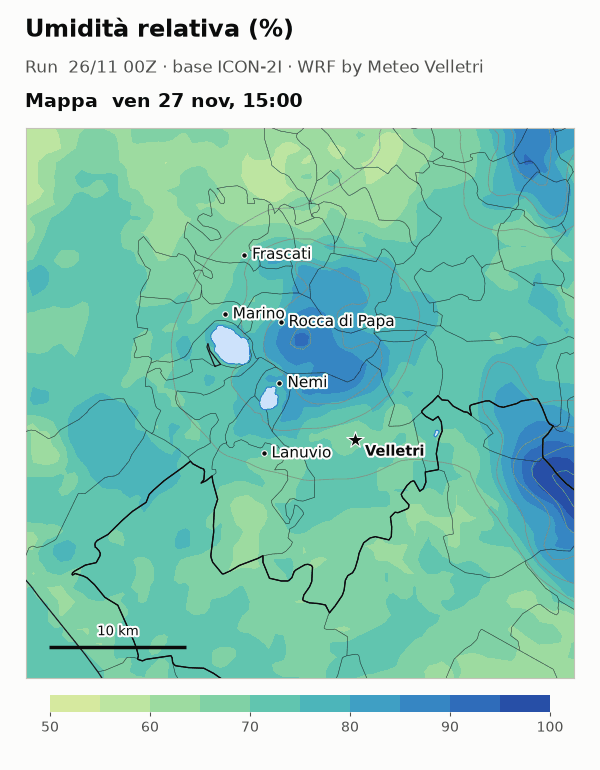 Umidità relativa (%)
Run  26/11 00Z · base ICON-2I · WRF by Meteo Velletri
Mappa  ven 27 nov, 15:00
Frascati
Marino
Rocca di Papa
Nemi
Velletri
Lanuvio
10 km
50 60 70 80 90 100